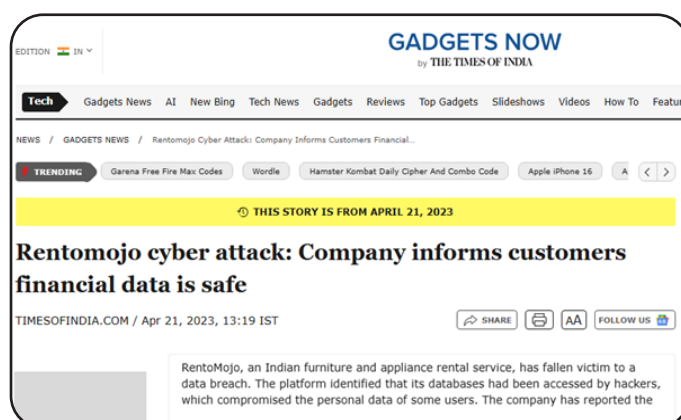 EDITION IN
GADGETS NOW
by THE TIMES OF INDIA
Tech Gadgets News AI New Bing Tech News Gadgets Reviews Top Gadgets Slideshows Videos How To Featur
NEWS / GADGETS NEWS / Rentomojo Cyber Attack: Company Informs Customers Financial...
TRENDING Garena Free Fire Max Codes Wordle Hamster Kombat Daily Cipher And Combo Code Apple iPhone 16 A
THIS STORY IS FROM APRIL 21, 2023
Rentomojo cyber attack: Company informs customers
financial data is safe
TIMESOFINDIA.COM / Apr 21, 2023, 13:19 IST SHARE AA FOLLOW US
RentoMojo, an Indian furniture and appliance rental service, has fallen victim to a
data breach. The platform identified that its databases had been accessed by hackers,
which compromised the personal data of some users. The company has reported the